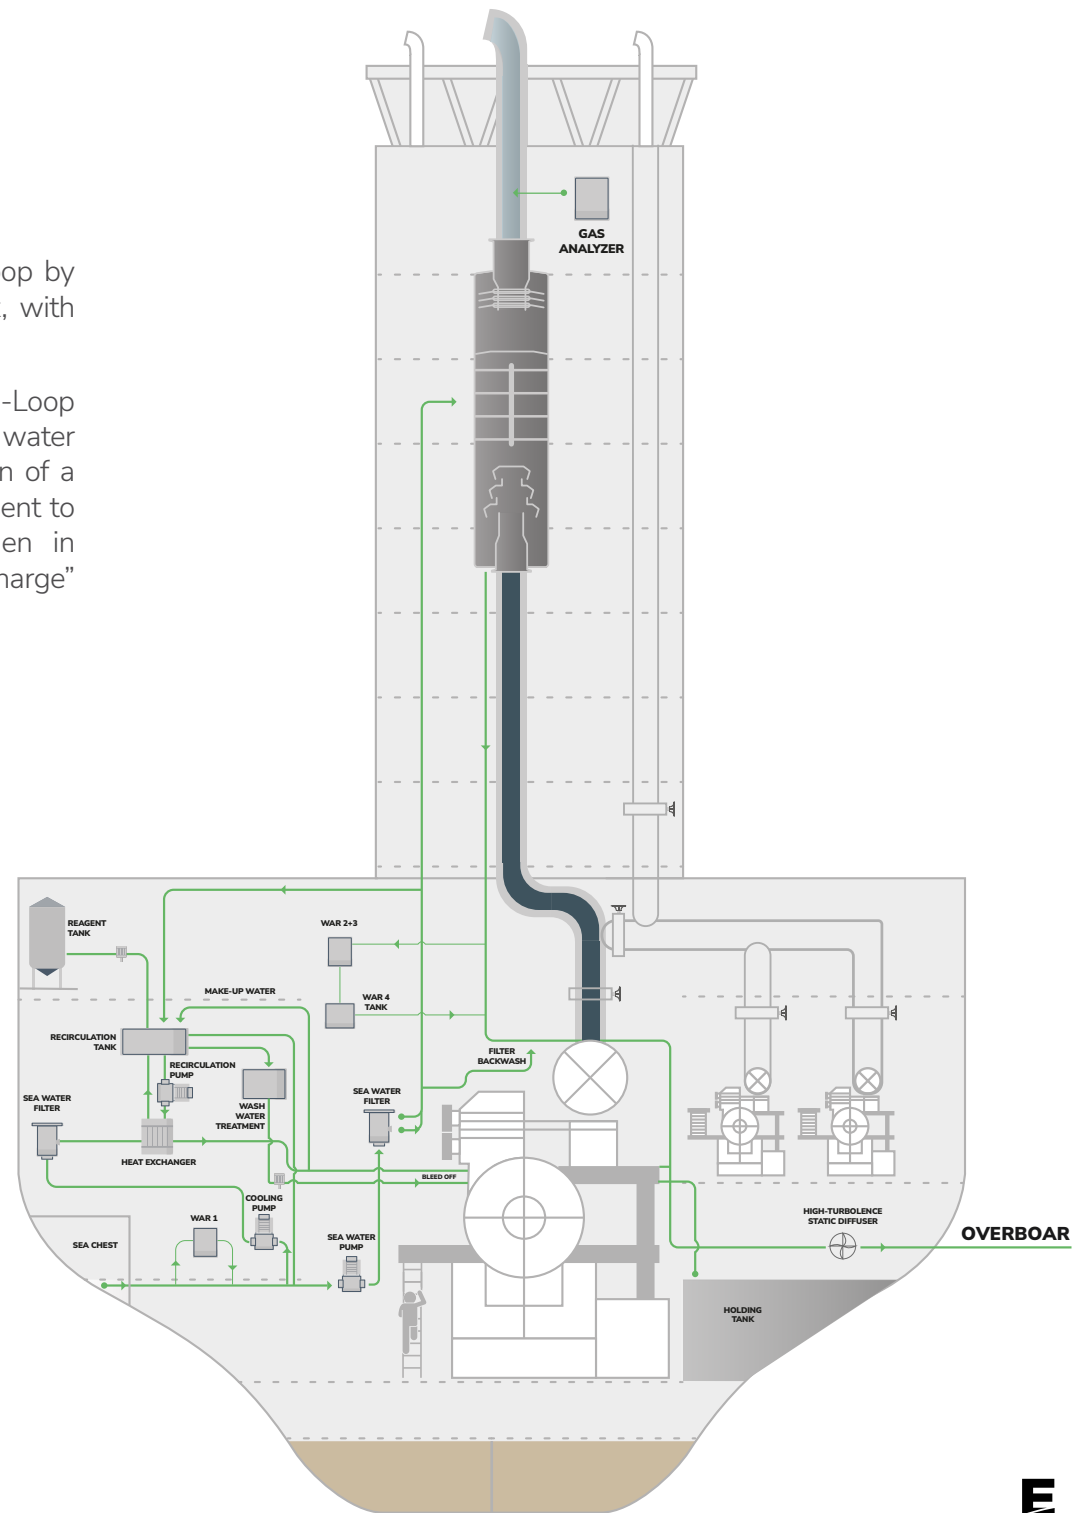 GAS
ANALYZER
oop by
, with
-Loop
water
n of a
ent to
en in
harge”
REAGENT
TANK
WAR 2+3
MAKE-UP WATER
WAR 4
TANK
RECIRCULATION
TANK
RECIRCULATION
PUMP
FILTER
BACKWASH
SEA WATER
FILTER
SEA WATER
FILTER
WASH
WATER
TREATMENT
HEAT EXCHANGER
BLEED OFF
COOLING
PUMP
WAR 1
SEA CHEST
SEA WATER
PUMP
HIGH-TURBOLENCE
STATIC DIFFUSER
OVERBOAR
HOLDING
TANK
E